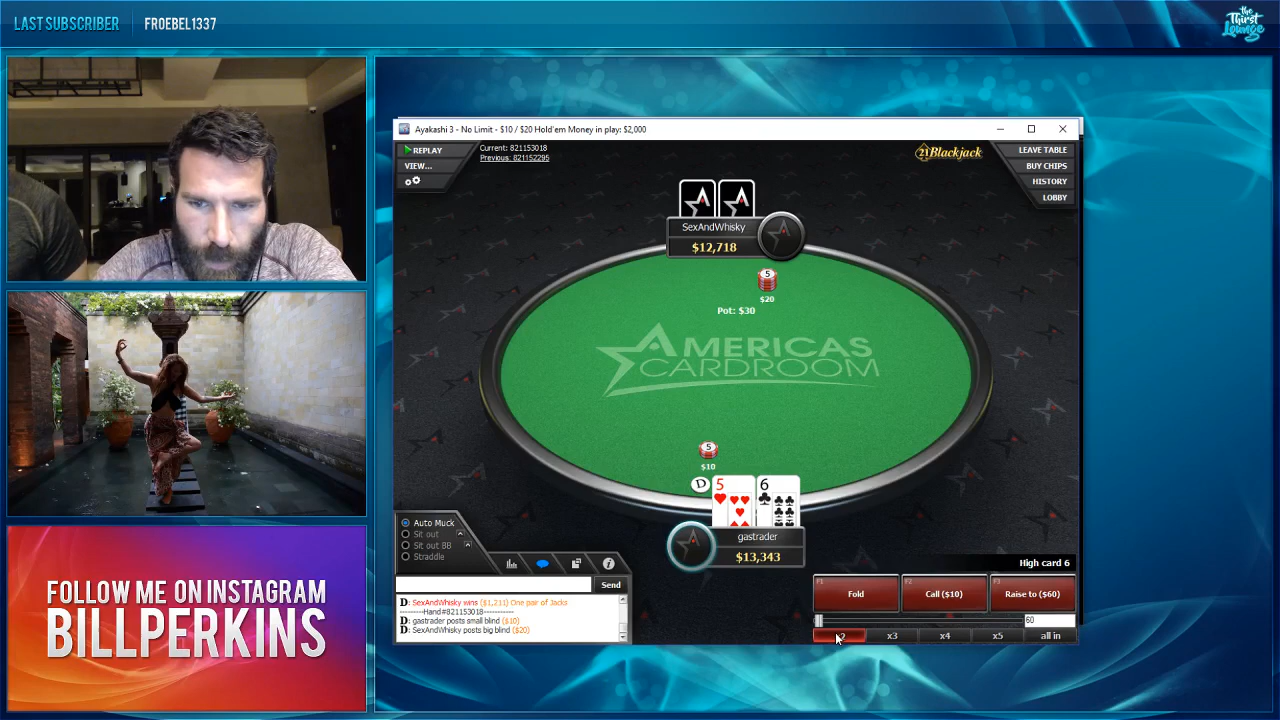 LAST SUBSCRIBER
FROEBEL1337
the Thirst Lounge
Ayakashi 3 - No Limit - $10 / $20 Hold'em Money in play: $2,000
REPLAY
VIEW...
Current: 821153018
Previous: 821152295
21 Blackjack
LEAVE TABLE
BUY CHIPS
HISTORY
LOBBY
SexAndWhisky
$12,718
5
$20
Pot: $30
AMERICAS
CARDROOM
5
$10
D
5
6
gastrader
$13,343
Auto Muck
Sit out
Sit out BB
Straddle
Send
D: SexAndWhisky wins ($1,211) One pair of Jacks
--------Hand#821153018----------
D: gastrader posts small blind ($10)
D: SexAndWhisky posts big blind ($20)
High card 6
F1
Fold
F2
Call ($10)
F3
Raise to ($60)
60
x3
x4
x5
all in
FOLLOW ME ON INSTAGRAM
BILLPERKINS